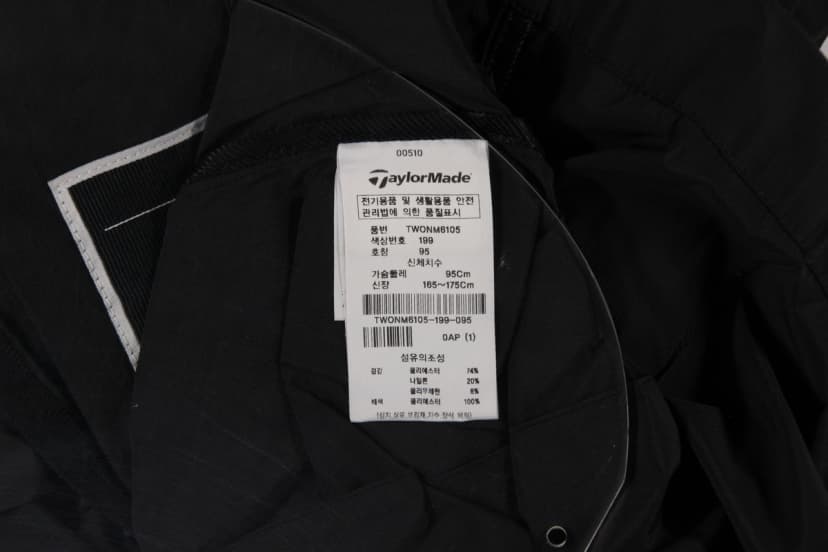 00510
TaylorMade
전기용품 및 생활용품 안전
관리법에 의한 품질표시
품번 TWONM6105
색상번호 199
호칭 95
신체치수
가슴둘레 95Cm
신장 165~175Cm
TWONM6105-199-095
0AP (1)
섬유의조성
겉감 폴리에스터 74%
나일론 20%
폴리우레탄 6%
배색 폴리에스터 100%